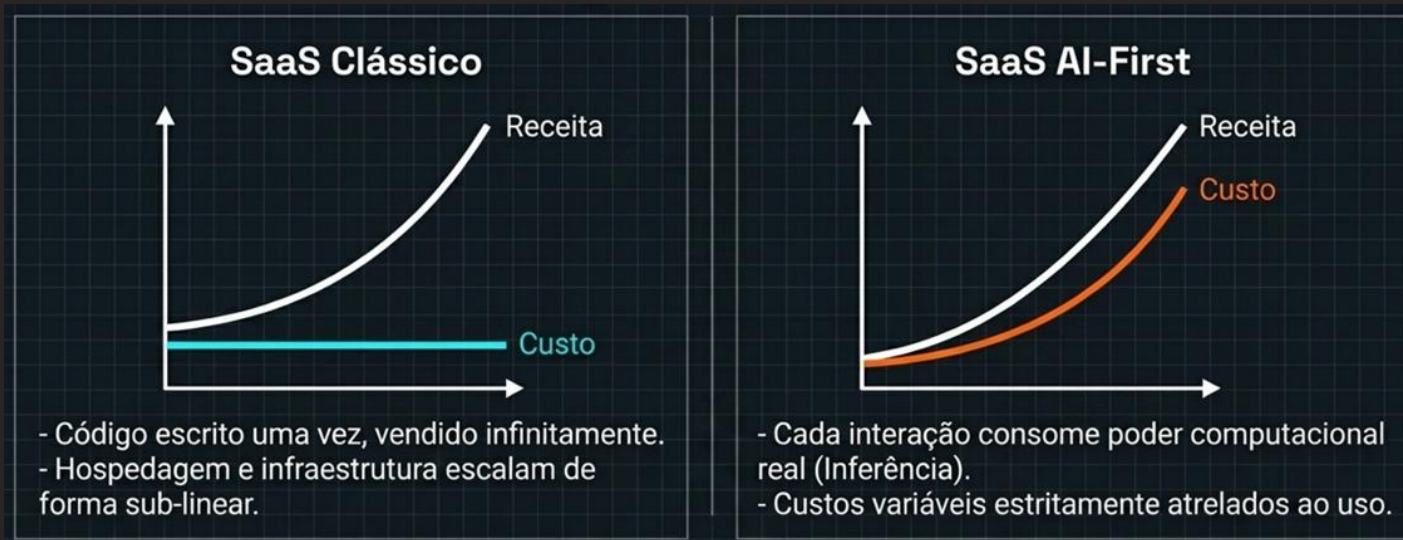 SaaS Clássico
Receita
Custo
- Código escrito uma vez, vendido infinitamente.
- Hospedagem e infraestrutura escalam de
forma sub-linear.
SaaS AI-First
Receita
Custo
- Cada interação consome poder computacional
real (Inferência).
- Custos variáveis estritamente atrelados ao uso.